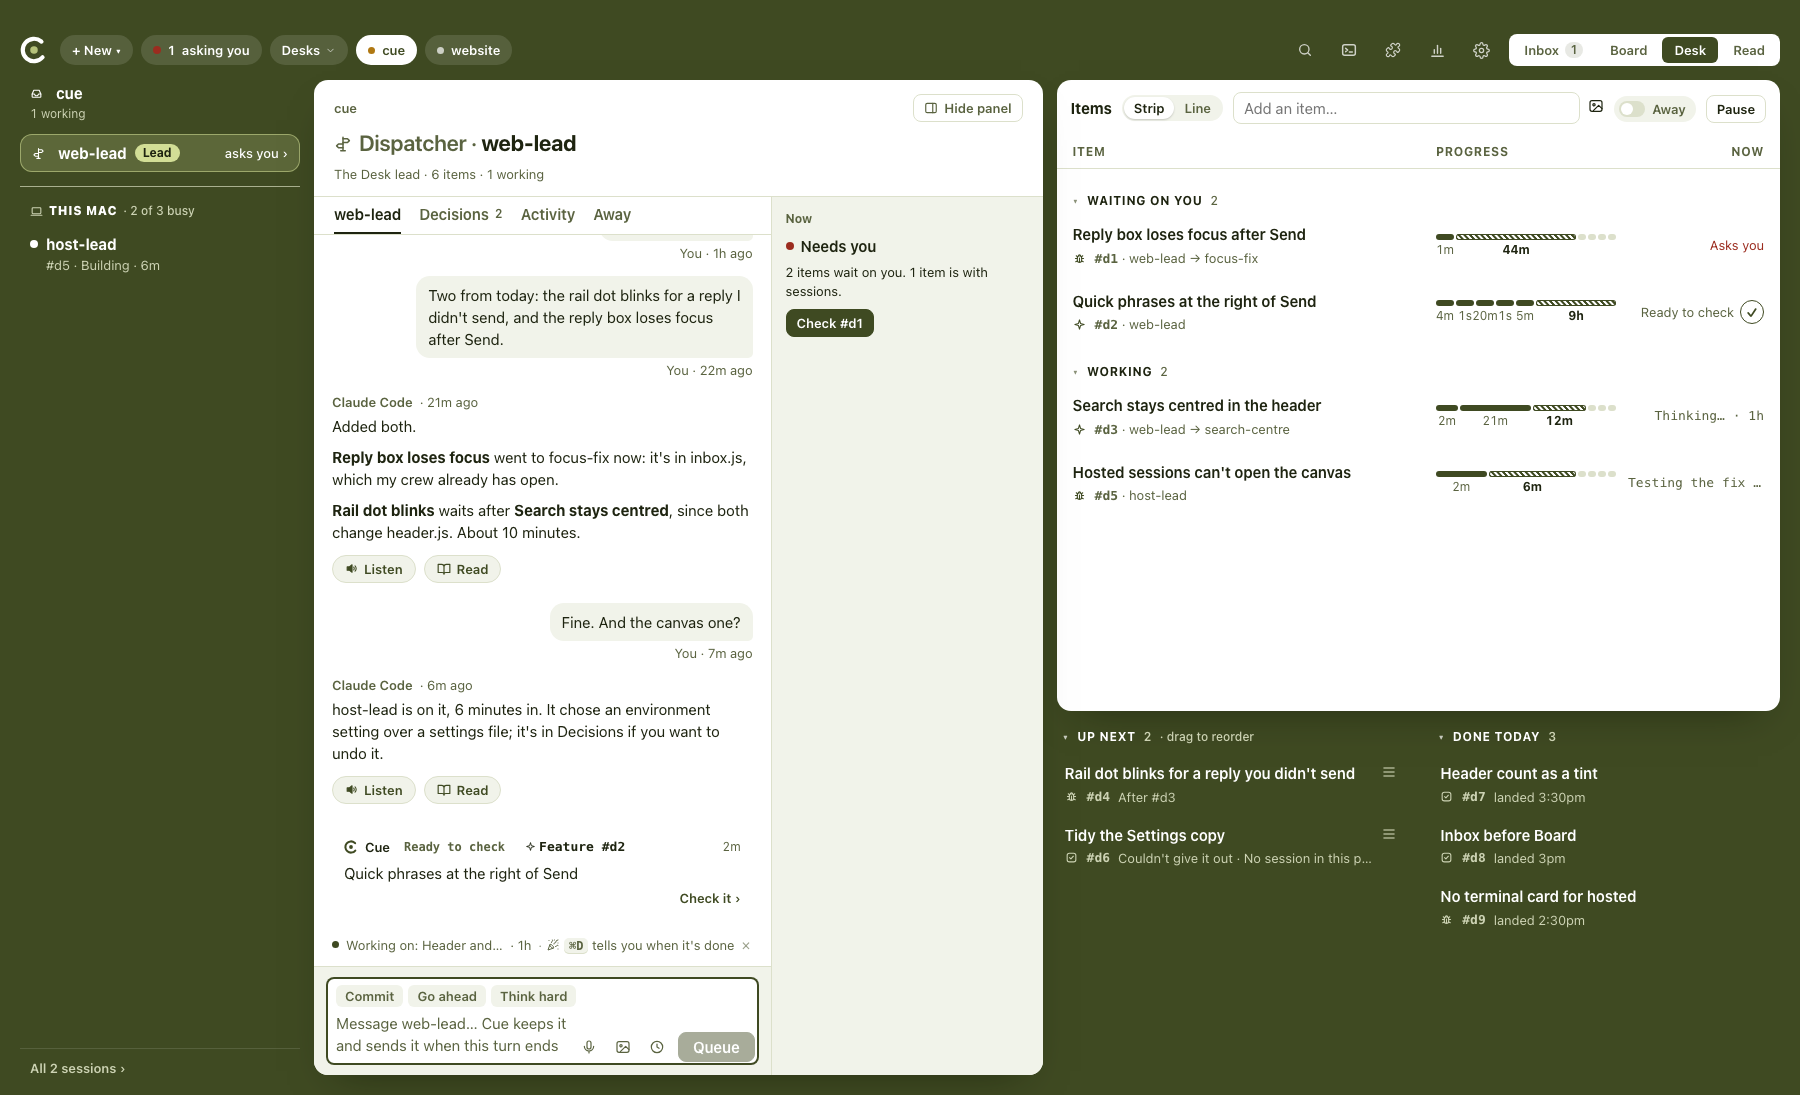 + New
1 asking you
Desks
cue
website
Inbox 1
Board
Desk
Read
cue
1 working
web-lead Lead asks you ›
THIS MAC · 2 of 3 busy
host-lead
#d5 · Building · 6m
All 2 sessions ›
cue
Hide panel
Dispatcher · web-lead
The Desk lead · 6 items · 1 working
web-lead
Decisions 2
Activity
Away
You · 1h ago
Two from today: the rail dot blinks for a reply I
didn't send, and the reply box loses focus
after Send.
You · 22m ago
Claude Code · 21m ago
Added both.
Reply box loses focus went to focus-fix now: it's in inbox.js,
which my crew already has open.
Rail dot blinks waits after Search stays centred, since both
change header.js. About 10 minutes.
Listen
Read
Fine. And the canvas one?
You · 7m ago
Claude Code · 6m ago
host-lead is on it, 6 minutes in. It chose an environment
setting over a settings file; it's in Decisions if you want to
undo it.
Listen
Read
Cue Ready to check Feature #d2 2m
Quick phrases at the right of Send
Check it ›
Working on: Header and... · 1h · ⌘D tells you when it's done ×
Commit
Go ahead
Think hard
Message web-lead... Cue keeps it
and sends it when this turn ends
Queue
Now
Needs you
2 items wait on you. 1 item is with
sessions.
Check #d1
Items
Strip
Line
Add an item...
Away
Pause
ITEM PROGRESS NOW
WAITING ON YOU 2
Reply box loses focus after Send
#d1 · web-lead → focus-fix
1m 44m
Asks you
Quick phrases at the right of Send
#d2 · web-lead
4m 1s 20m 1s 5m 9h
Ready to check
WORKING 2
Search stays centred in the header
#d3 · web-lead → search-centre
2m 21m 12m
Thinking… · 1h
Hosted sessions can't open the canvas
#d5 · host-lead
2m 6m
Testing the fix …
UP NEXT 2 · drag to reorder
Rail dot blinks for a reply you didn't send
#d4 After #d3
Tidy the Settings copy
#d6 Couldn't give it out · No session in this p...
DONE TODAY 3
Header count as a tint
#d7 landed 3:30pm
Inbox before Board
#d8 landed 3pm
No terminal card for hosted
#d9 landed 2:30pm